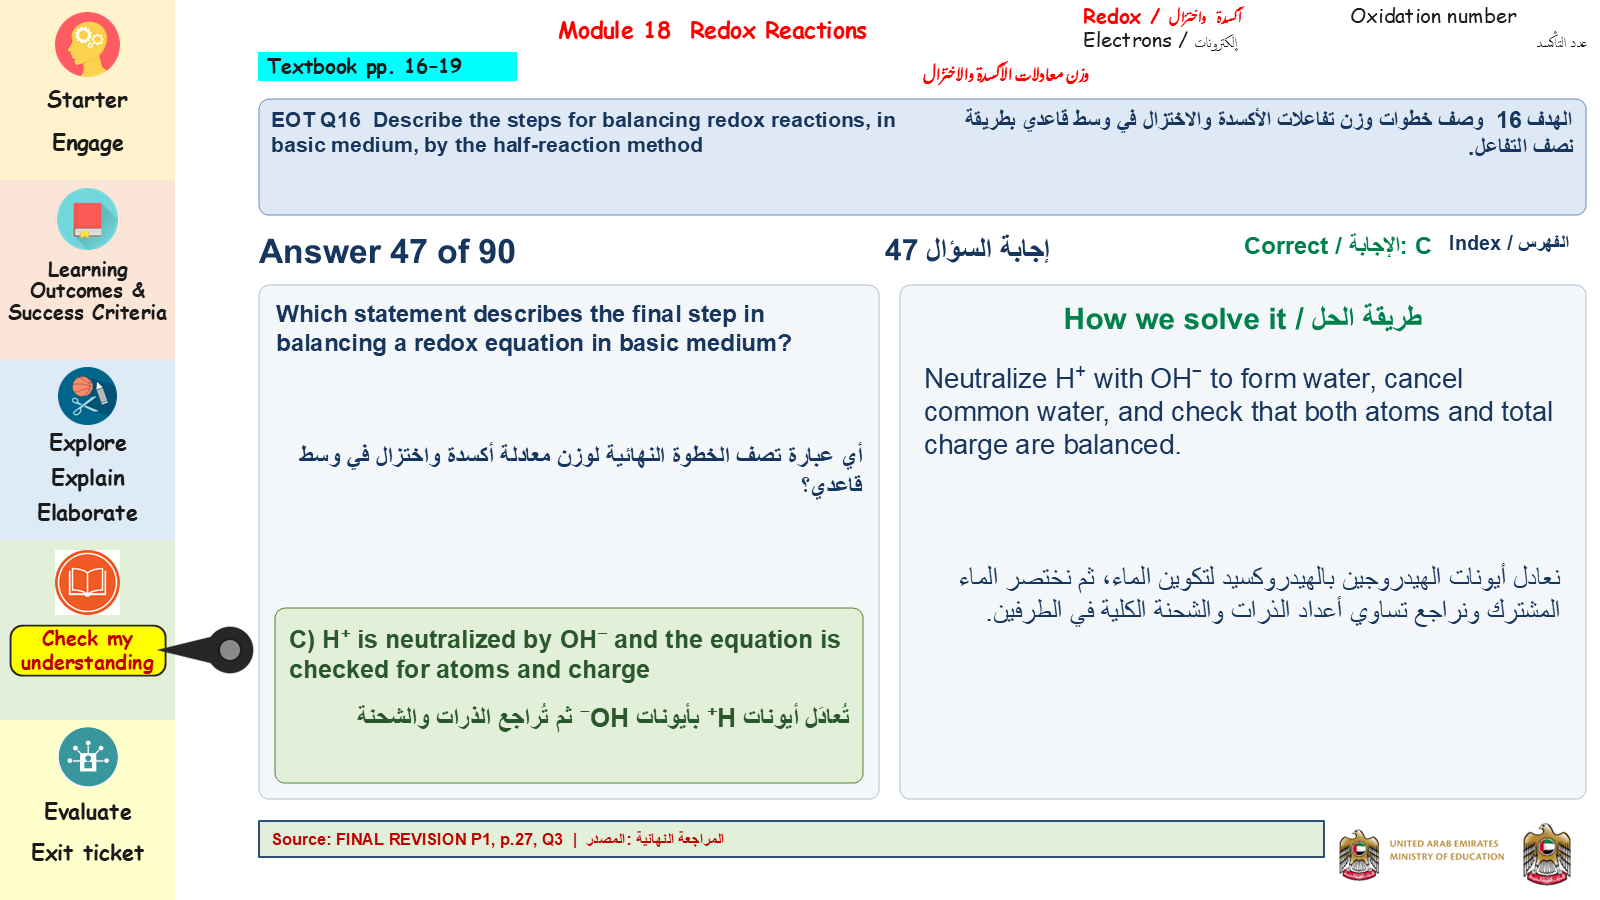 Starter
Engage
Learning
Outcomes &
Success Criteria
Explore
Explain
Elaborate
Check my
understanding
Evaluate
Exit ticket
Module 18 Redox Reactions
Redox / أكسدة واختزال
Electrons / إلكترونات
Oxidation number
عدد التأكسد
Textbook pp. 16-19
وزن معادلات الأكسدة والاختزال
EOT Q16 Describe the steps for balancing redox reactions, in
basic medium, by the half-reaction method
الهدف 16 وصف خطوات وزن تفاعلات الأكسدة والاختزال في وسط قاعدي بطريقة
نصف التفاعل.
Answer 47 of 90
إجابة السؤال 47
Correct / الإجابة: C
Index / الفهرس
Which statement describes the final step in
balancing a redox equation in basic medium?
أي عبارة تصف الخطوة النهائية لوزن معادلة أكسدة واختزال في وسط
قاعدي؟
C) H⁺ is neutralized by OH⁻ and the equation is
checked for atoms and charge
تُعادَل أيونات H⁺ بأيونات OH⁻ ثم تُراجع الذرات والشحنة
How we solve it / طريقة الحل
Neutralize H⁺ with OH⁻ to form water, cancel
common water, and check that both atoms and total
charge are balanced.
نعادل أيونات الهيدروجين بالهيدروكسيد لتكوين الماء، ثم نختصر الماء
المشترك ونراجع تساوي أعداد الذرات والشحنة الكلية في الطرفين.
Source: FINAL REVISION P1, p.27, Q3 | المصدر: المراجعة النهائية
UNITED ARAB EMIRATES
MINISTRY OF EDUCATION